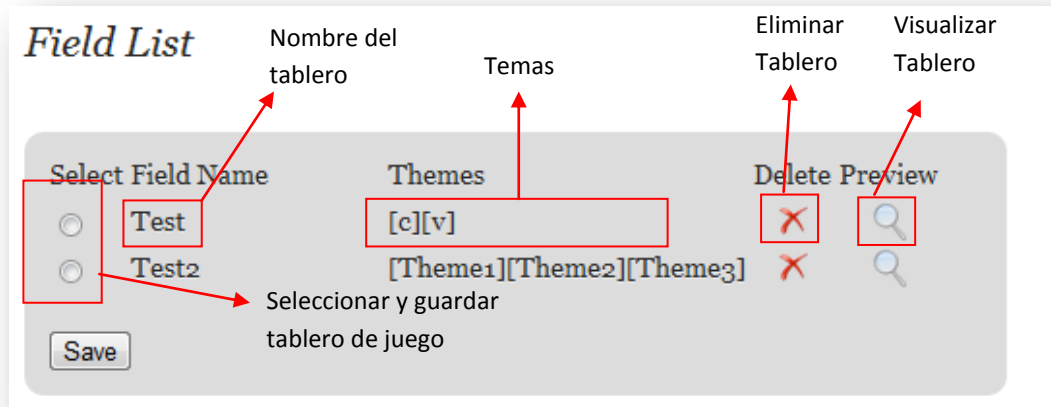 Field List
Nombre del
tablero
Temas
Eliminar
Tablero
Visualizar
Tablero
Select Field Name Themes Delete Preview
Test [c][v]
Test2 [Theme1][Theme2][Theme3]
Seleccionar y guardar
tablero de juego
Save